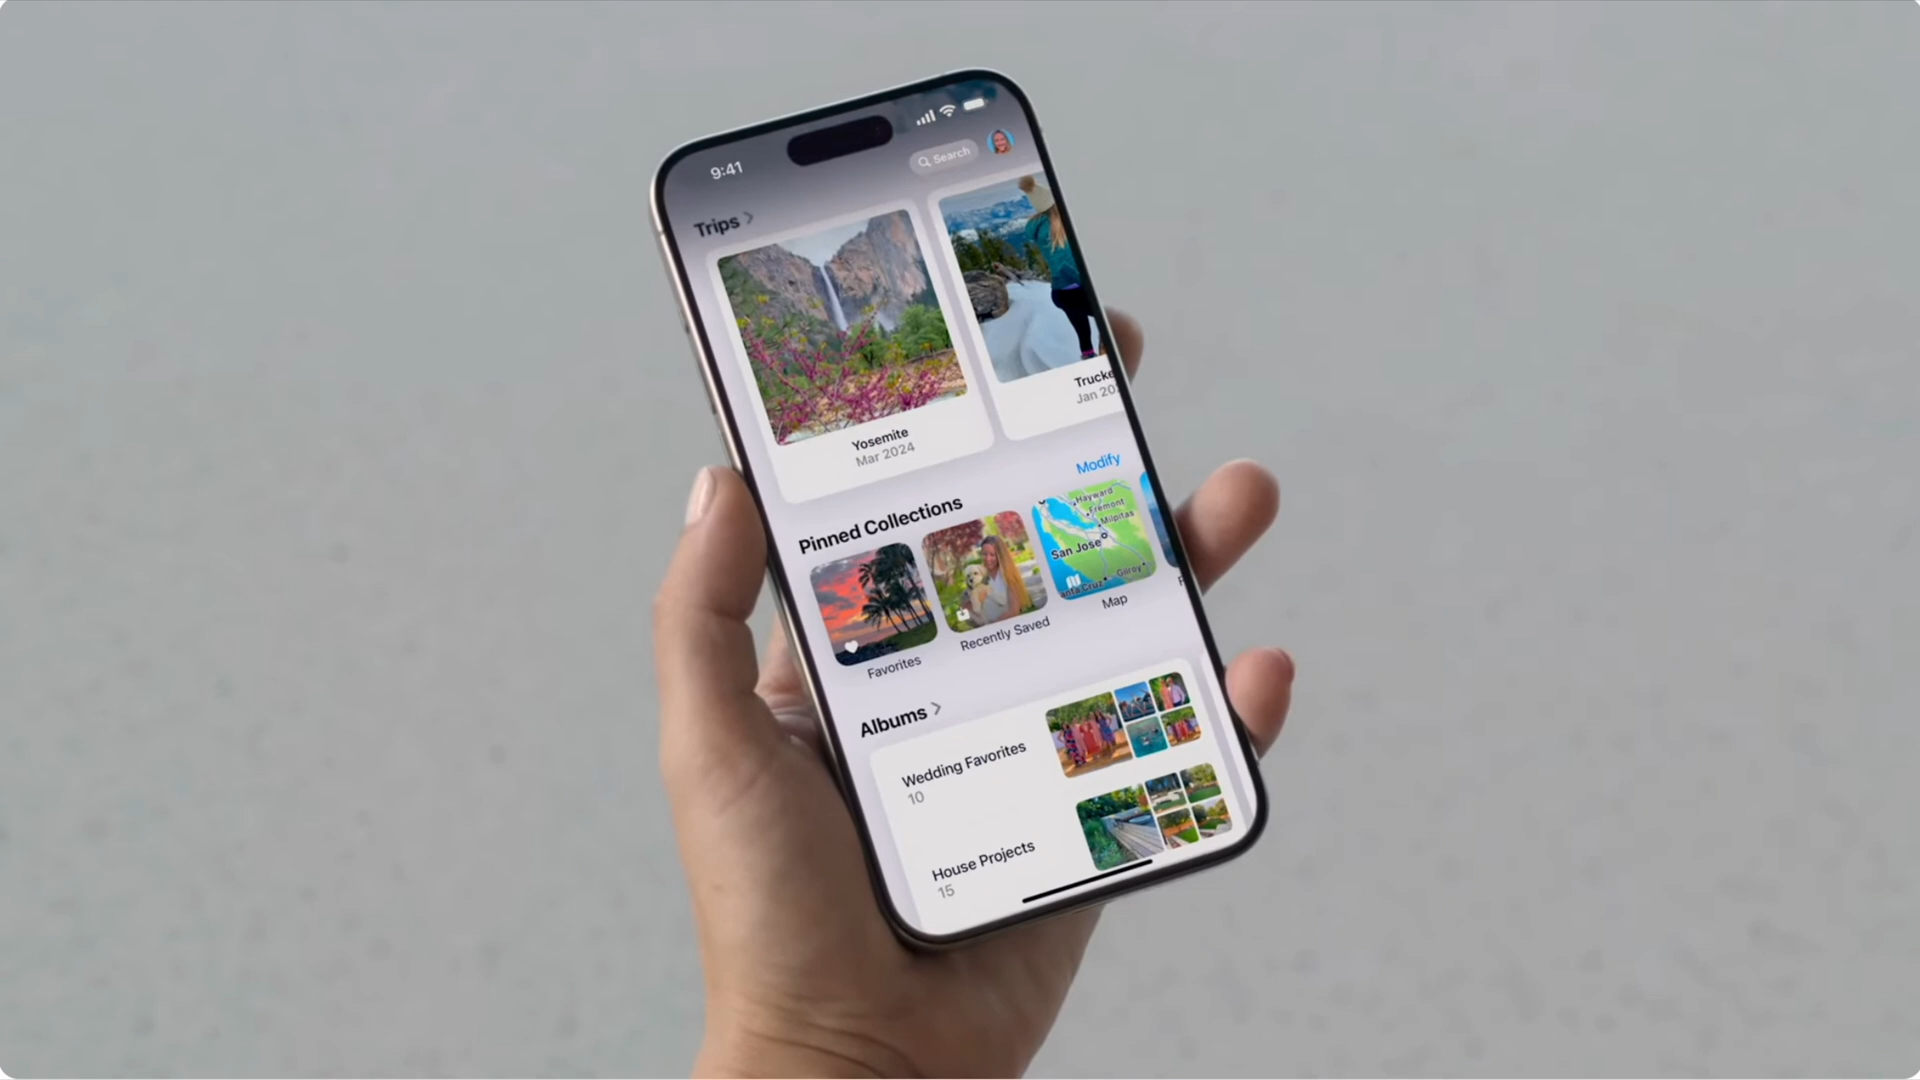 9:41
Search
Trips
Yosemite
Mar 2024
Modify
Pinned Collections
Hayward
Fremont
Milpitas
San Jose
Gilroy
Favorites
Recently Saved
Map
Albums
Wedding Favorites
10
House Projects
15